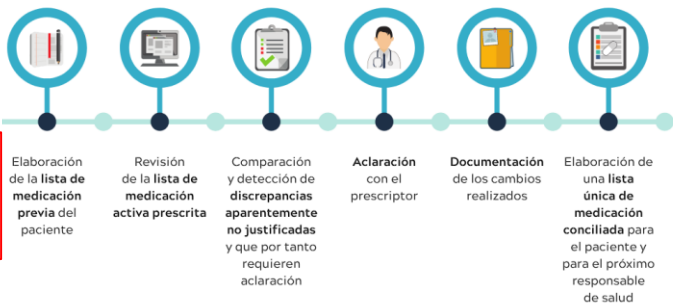 Elaboración
de la lista de
medicación
previa del
paciente
Revisión
de la lista de
medicación
activa prescrita
Comparación
y detección de
discrepancias
aparentemente
no justificadas
y que por tanto
requieren
aclaración
Aclaración
con el
prescriptor
Documentación
de los cambios
realizados
Elaboración de
una lista
única de
medicación
conciliada para
el paciente y
para el próximo
responsable
de salud